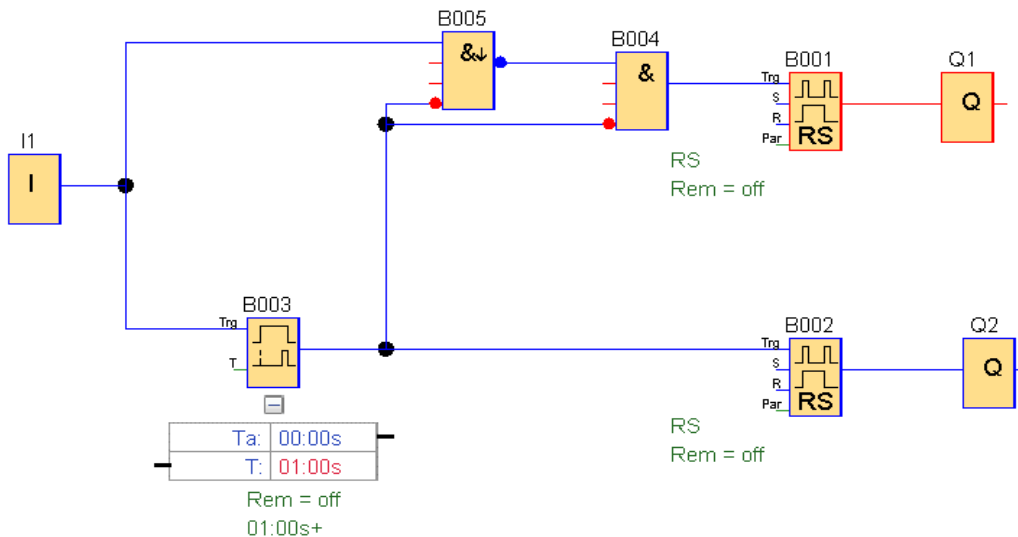 B005
&↓
B004
&
B001
Trg
S
R
Par
RS
Q1
Q
RS
Rem = off
I1
I
B003
Trg
T
Ta: 00:00s
T: 01:00s
Rem = off
01:00s+
B002
Trg
S
R
Par
RS
Q2
Q
RS
Rem = off